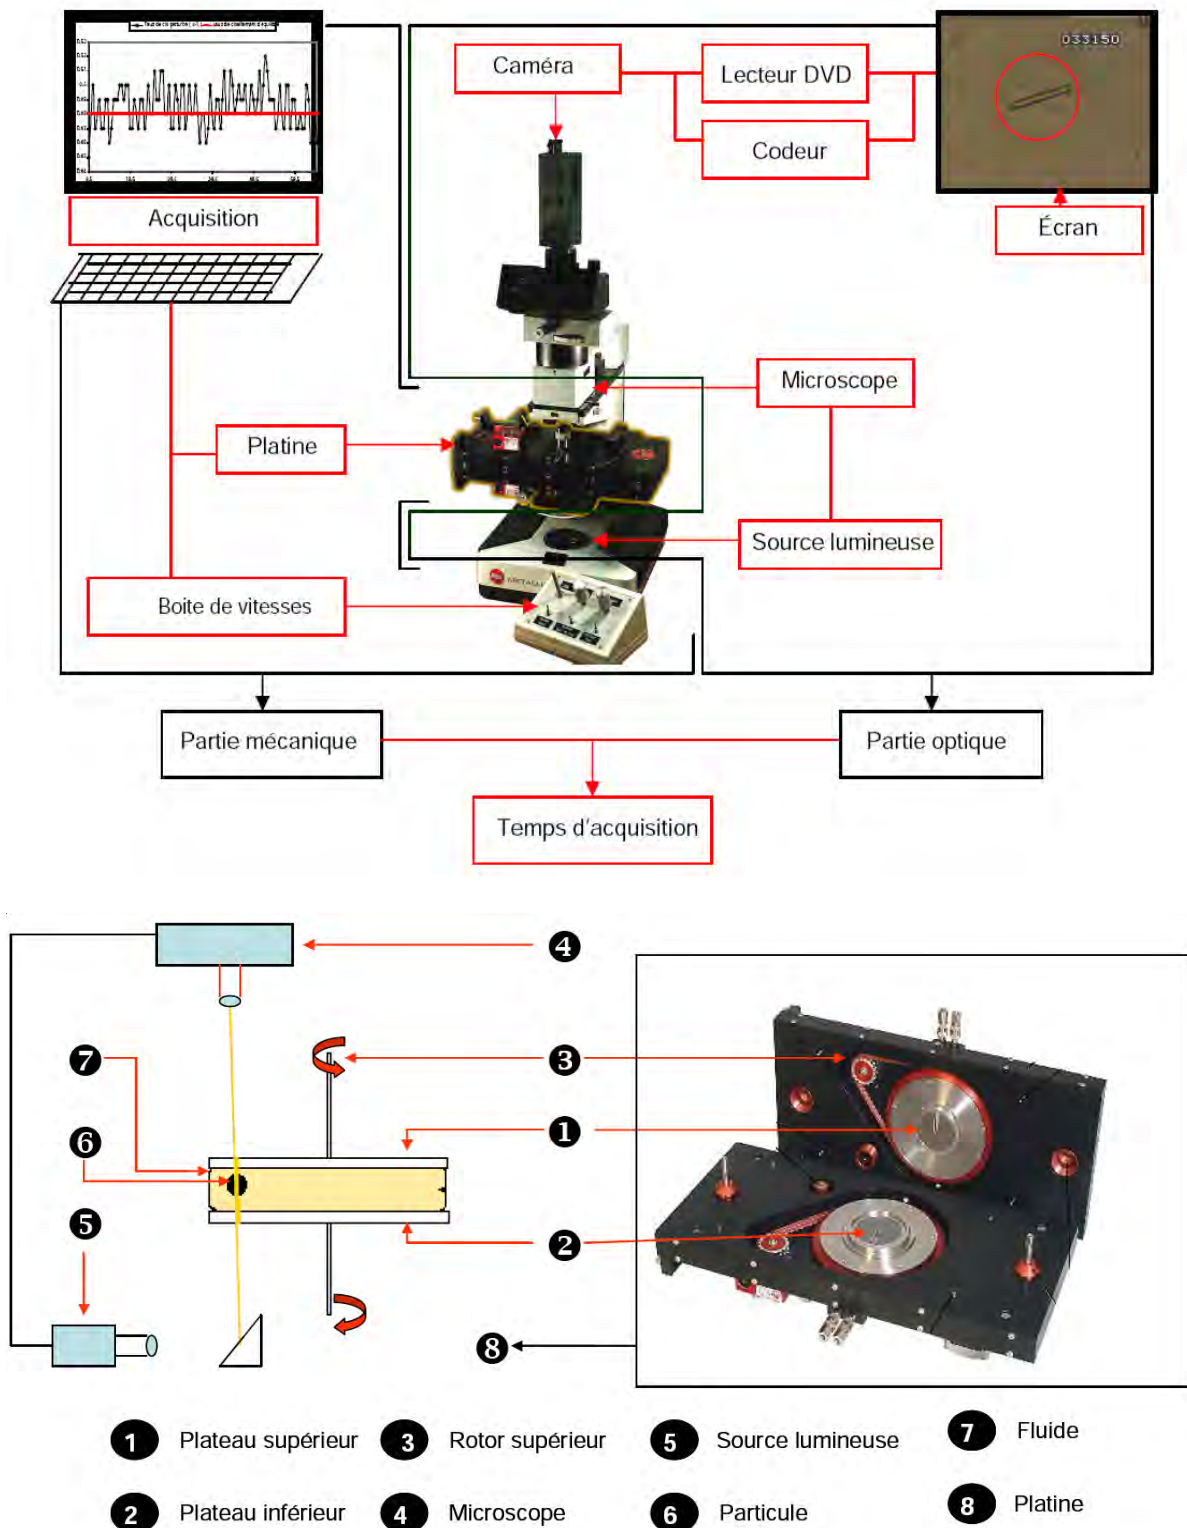 Caméra
Lecteur DVD
Codeur
033150
Écran
Acquisition
Microscope
Platine
Source lumineuse
Boite de vitesses
Partie mécanique
Partie optique
Temps d'acquisition
4
7
3
6
1
5
2
8
1 Plateau supérieur
3 Rotor supérieur
5 Source lumineuse
7 Fluide
2 Plateau inférieur
4 Microscope
6 Particule
8 Platine